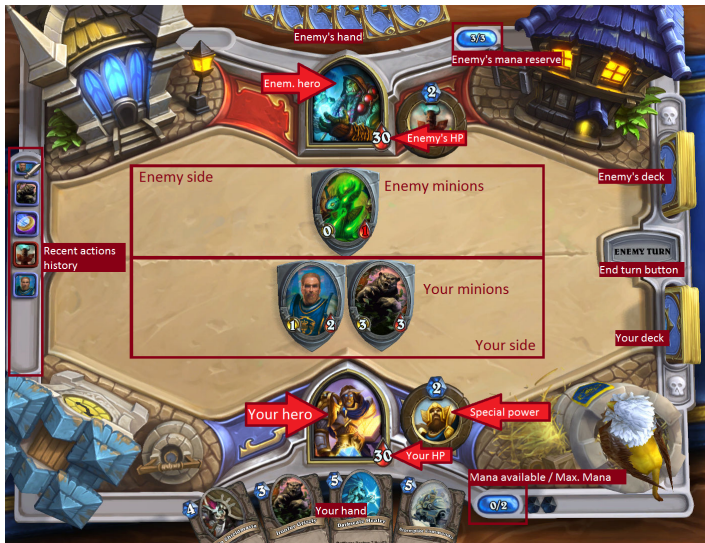 Enemy's hand
3/3
Enemy's mana reserve
Enem. hero
2
30
Enemy's HP
Enemy side
Enemy minions
Enemy's deck
0
1
ENEMY TURN
Recent actions
history
End turn button
Your minions
1
2
3
3
Your side
Your deck
2
Your hero
Special power
30
Your HP
Mana available / Max. Mana
4
3
5
5
Your hand
0/2